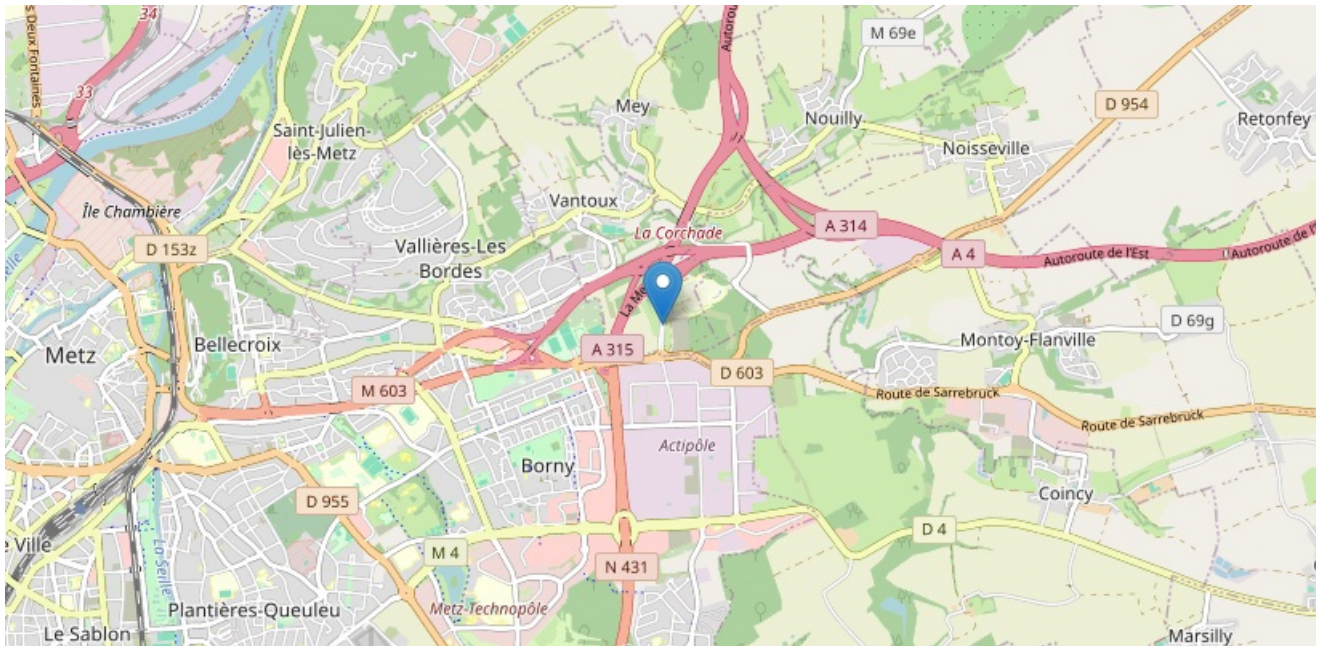 34
s Deux Fontaines
33
Autorou
M 69e
D 954
Mey
Nouilly
Retonfey
Saint-Julien-
lès-Metz
Noisseville
Île Chambière
Vantoux
La Corchade
A 314
D 153z
Vallières-Les
Bordes
A 4
Autoroute de l'Est
Autoroute de l'
La Me
D 69g
Metz
Bellecroix
A 315
Montoy-Flanville
M 603
D 603
Route de Sarrebruck
Route de Sarrebruck
Actipôle
Borny
D 955
Coincy
e Ville
La Seille
M 4
D 4
N 431
Plantières-Queuleu
Metz-Technopôle
Le Sablon
Marsilly